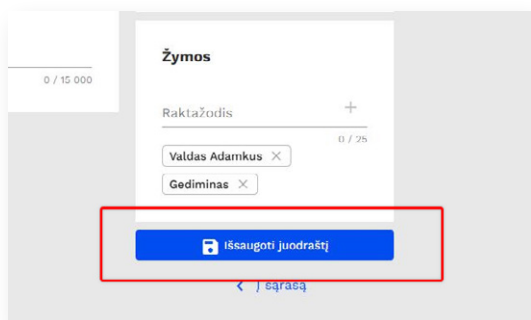 Žymos
0 / 15 000
Raktažodis
0 / 25
Valdas Adamkus
Gediminas
Išsaugoti juodraštį
Į sąrašą